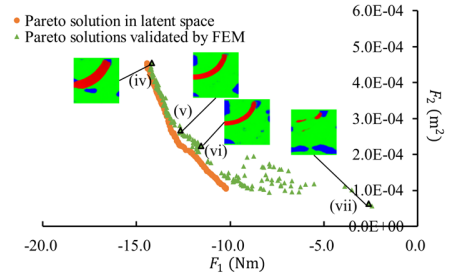 Pareto solution in latent space
Pareto solutions validated by FEM
6.0E-04
5.0E-04
4.0E-04
3.0E-04
2.0E-04
1.0E-04
0.0E+00
F₂ (m²)
(iv)
(v)
(vi)
(vii)
-20.0
-15.0
-10.0
-5.0
0.0
F₁ (Nm)